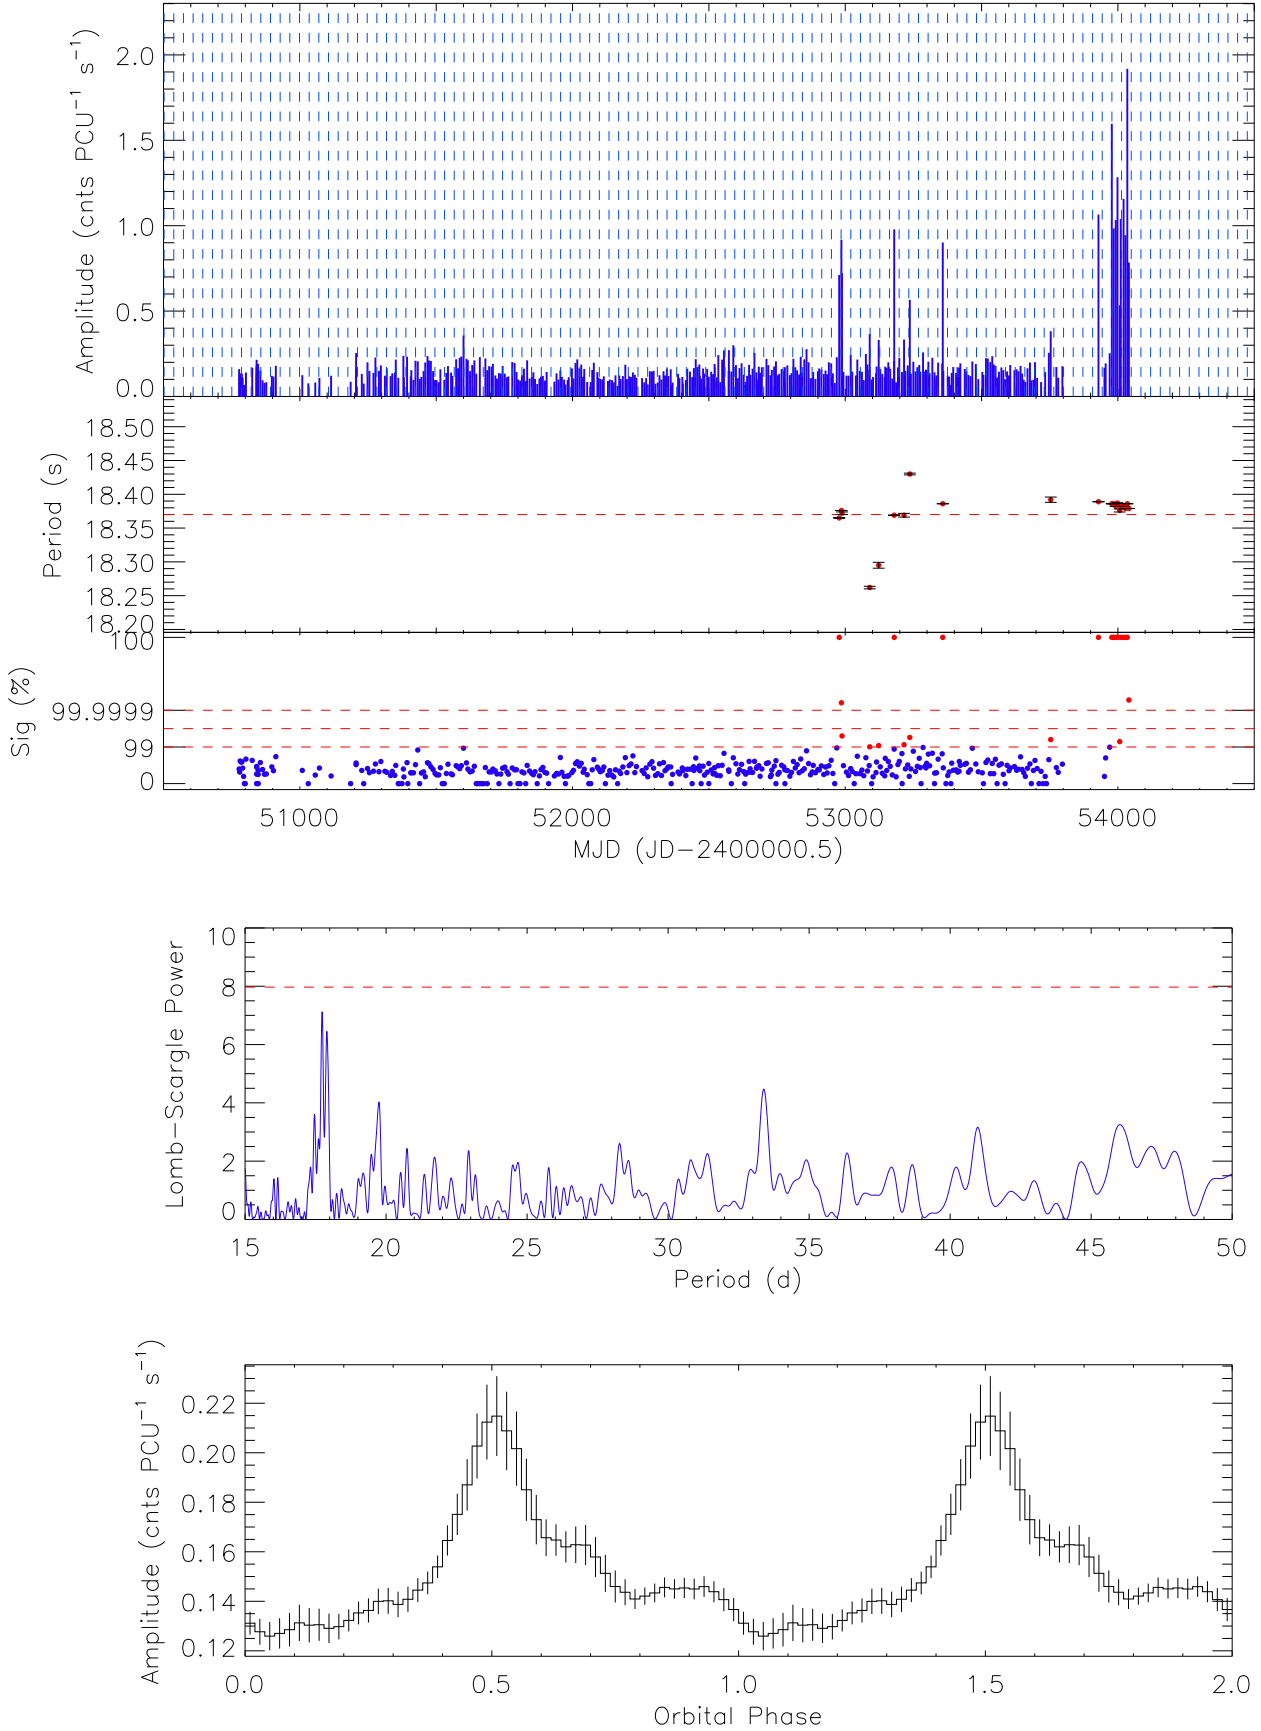 Amplitude (cnts PCU⁻¹ s⁻¹)
2.0
1.5
1.0
0.5
0.0
Period (s)
18.50
18.45
18.40
18.35
18.30
18.25
18.20
Sig (%)
100
99.9999
99
0
51000 52000 53000 54000
MJD (JD−2400000.5)
Lomb−Scargle Power
10
8
6
4
2
0
15 20 25 30 35 40 45 50
Period (d)
Amplitude (cnts PCU⁻¹ s⁻¹)
0.22
0.20
0.18
0.16
0.14
0.12
0.0 0.5 1.0 1.5 2.0
Orbital Phase